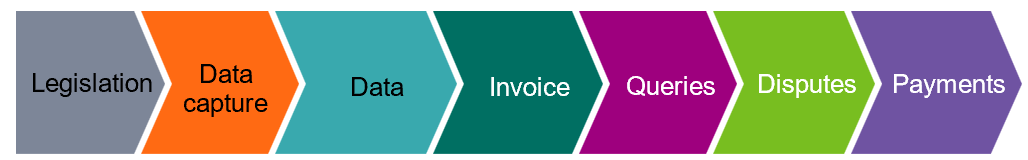 Legislation
Data
capture
Data
Invoice
Queries
Disputes
Payments